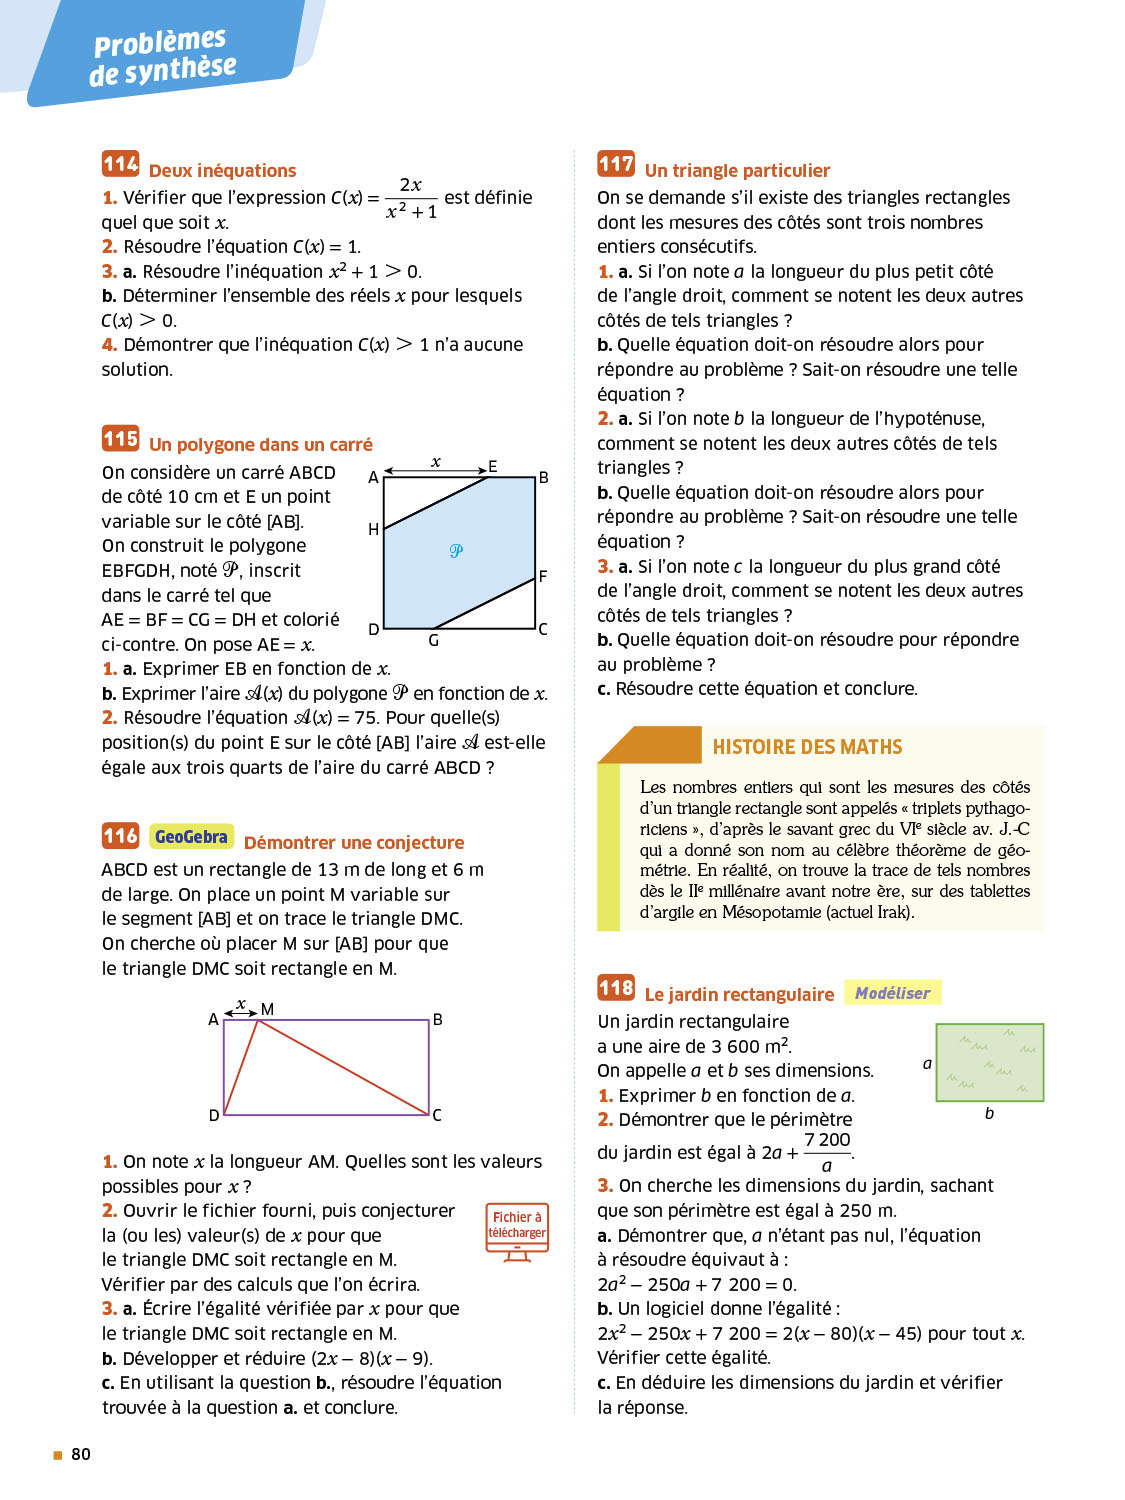 Problèmes
de synthèse
114 Deux inéquations
1. Vérifier que l’expression C(x) = 2x / (x² + 1) est définie
quel que soit x.
2. Résoudre l’équation C(x) = 1.
3. a. Résoudre l’inéquation x² + 1 > 0.
b. Déterminer l’ensemble des réels x pour lesquels
C(x) > 0.
4. Démontrer que l’inéquation C(x) > 1 n’a aucune
solution.
115 Un polygone dans un carré
On considère un carré ABCD
de côté 10 cm et E un point
variable sur le côté [AB].
On construit le polygone
EBFGDH, noté 𝒫, inscrit
dans le carré tel que
AE = BF = CG = DH et colorié
ci-contre. On pose AE = x.
x
A
E
B
H
𝒫
F
D
G
C
1. a. Exprimer EB en fonction de x.
b. Exprimer l’aire 𝒜(x) du polygone 𝒫 en fonction de x.
2. Résoudre l’équation 𝒜(x) = 75. Pour quelle(s)
position(s) du point E sur le côté [AB] l’aire 𝒜 est-elle
égale aux trois quarts de l’aire du carré ABCD ?
116 GeoGebra Démontrer une conjecture
ABCD est un rectangle de 13 m de long et 6 m
de large. On place un point M variable sur
le segment [AB] et on trace le triangle DMC.
On cherche où placer M sur [AB] pour que
le triangle DMC soit rectangle en M.
x
A
M
B
D
C
1. On note x la longueur AM. Quelles sont les valeurs
possibles pour x ?
2. Ouvrir le fichier fourni, puis conjecturer
la (ou les) valeur(s) de x pour que
le triangle DMC soit rectangle en M.
Vérifier par des calculs que l’on écrira.
Fichier à
télécharger
3. a. Écrire l’égalité vérifiée par x pour que
le triangle DMC soit rectangle en M.
b. Développer et réduire (2x – 8)(x – 9).
c. En utilisant la question b., résoudre l’équation
trouvée à la question a. et conclure.
117 Un triangle particulier
On se demande s’il existe des triangles rectangles
dont les mesures des côtés sont trois nombres
entiers consécutifs.
1. a. Si l’on note a la longueur du plus petit côté
de l’angle droit, comment se notent les deux autres
côtés de tels triangles ?
b. Quelle équation doit-on résoudre alors pour
répondre au problème ? Sait-on résoudre une telle
équation ?
2. a. Si l’on note b la longueur de l’hypoténuse,
comment se notent les deux autres côtés de tels
triangles ?
b. Quelle équation doit-on résoudre alors pour
répondre au problème ? Sait-on résoudre une telle
équation ?
3. a. Si l’on note c la longueur du plus grand côté
de l’angle droit, comment se notent les deux autres
côtés de tels triangles ?
b. Quelle équation doit-on résoudre pour répondre
au problème ?
c. Résoudre cette équation et conclure.
HISTOIRE DES MATHS
Les nombres entiers qui sont les mesures des côtés
d’un triangle rectangle sont appelés « triplets pythago-
riciens », d’après le savant grec du VIᵉ siècle av. J.-C
qui a donné son nom au célèbre théorème de géo-
métrie. En réalité, on trouve la trace de tels nombres
dès le IIᵉ millénaire avant notre ère, sur des tablettes
d’argile en Mésopotamie (actuel Irak).
118 Le jardin rectangulaire Modéliser
Un jardin rectangulaire
a une aire de 3 600 m².
On appelle a et b ses dimensions.
a
b
1. Exprimer b en fonction de a.
2. Démontrer que le périmètre
du jardin est égal à 2a + 7 200 / a.
3. On cherche les dimensions du jardin, sachant
que son périmètre est égal à 250 m.
a. Démontrer que, a n’étant pas nul, l’équation
à résoudre équivaut à :
2a² – 250a + 7 200 = 0.
b. Un logiciel donne l’égalité :
2x² – 250x + 7 200 = 2(x – 80)(x – 45) pour tout x.
Vérifier cette égalité.
c. En déduire les dimensions du jardin et vérifier
la réponse.
80